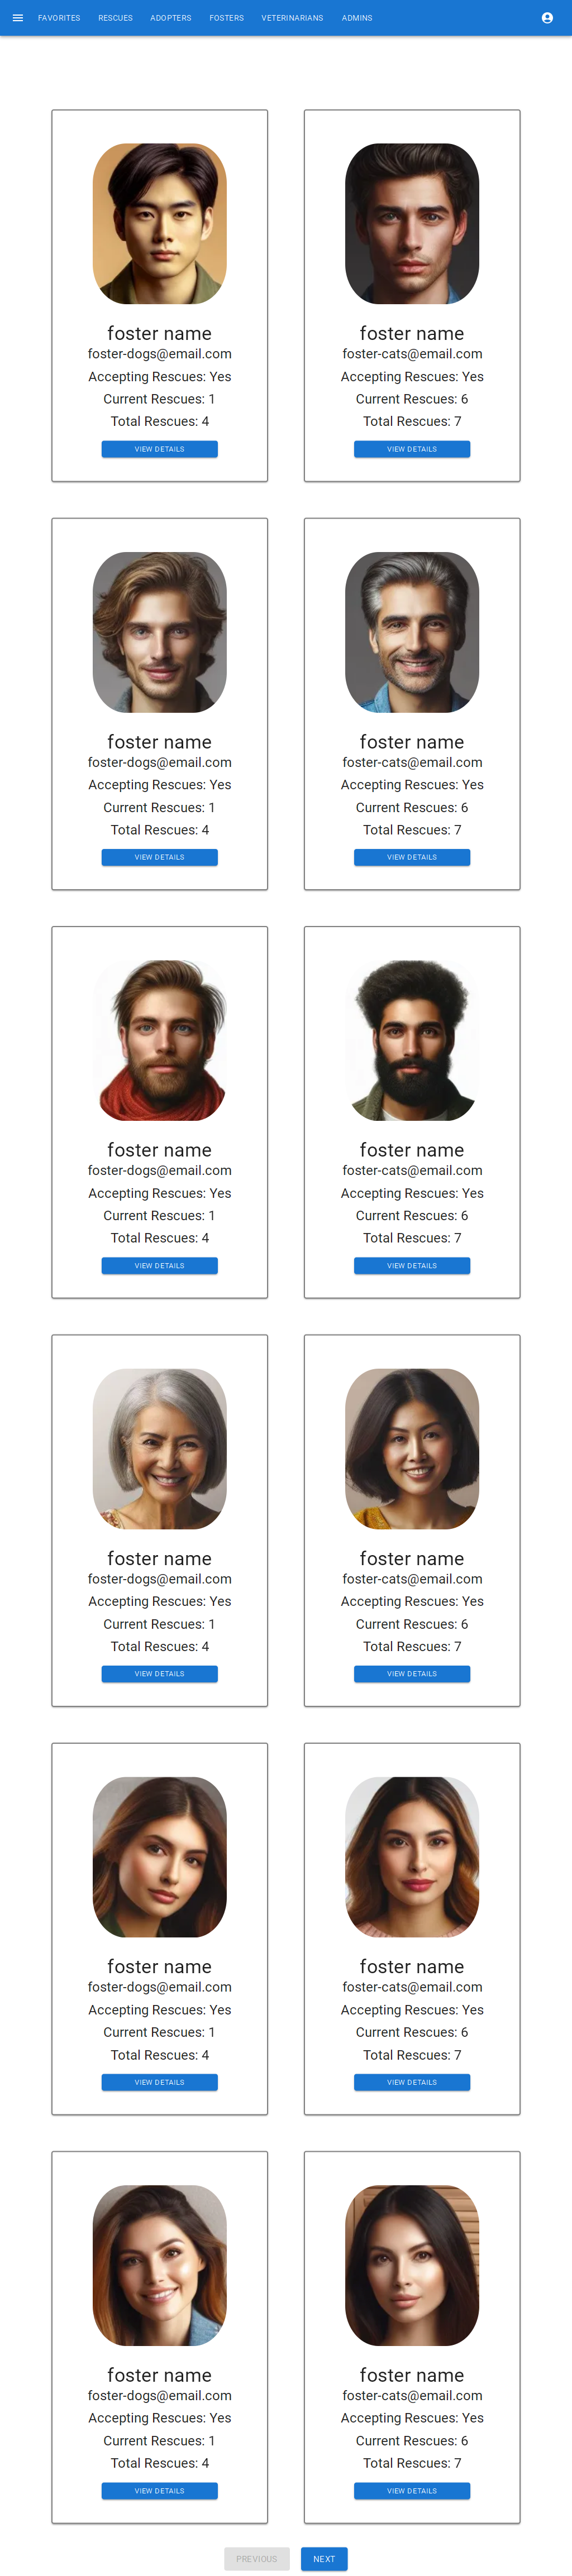 FAVORITES RESCUES ADOPTERS FOSTERS VETERINARIANS ADMINS
foster name
foster-dogs@email.com
Accepting Rescues: Yes
Current Rescues: 1
Total Rescues: 4
VIEW DETAILS
foster name
foster-cats@email.com
Accepting Rescues: Yes
Current Rescues: 6
Total Rescues: 7
VIEW DETAILS
foster name
foster-dogs@email.com
Accepting Rescues: Yes
Current Rescues: 1
Total Rescues: 4
VIEW DETAILS
foster name
foster-cats@email.com
Accepting Rescues: Yes
Current Rescues: 6
Total Rescues: 7
VIEW DETAILS
foster name
foster-dogs@email.com
Accepting Rescues: Yes
Current Rescues: 1
Total Rescues: 4
VIEW DETAILS
foster name
foster-cats@email.com
Accepting Rescues: Yes
Current Rescues: 6
Total Rescues: 7
VIEW DETAILS
foster name
foster-dogs@email.com
Accepting Rescues: Yes
Current Rescues: 1
Total Rescues: 4
VIEW DETAILS
foster name
foster-cats@email.com
Accepting Rescues: Yes
Current Rescues: 6
Total Rescues: 7
VIEW DETAILS
foster name
foster-dogs@email.com
Accepting Rescues: Yes
Current Rescues: 1
Total Rescues: 4
VIEW DETAILS
foster name
foster-cats@email.com
Accepting Rescues: Yes
Current Rescues: 6
Total Rescues: 7
VIEW DETAILS
foster name
foster-dogs@email.com
Accepting Rescues: Yes
Current Rescues: 1
Total Rescues: 4
VIEW DETAILS
foster name
foster-cats@email.com
Accepting Rescues: Yes
Current Rescues: 6
Total Rescues: 7
VIEW DETAILS
PREVIOUS NEXT